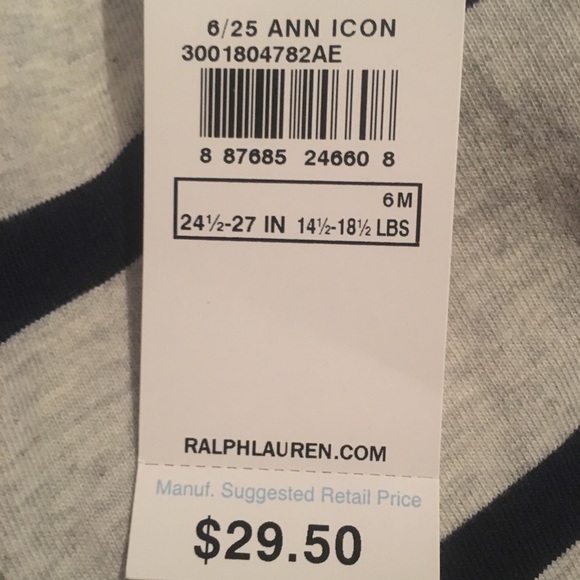 6/25 ANN ICON
3001804782AE
8 87685 24660 8
6M
24½-27 IN 14½-18½ LBS
RALPHLAUREN.COM
Manuf. Suggested Retail Price
$29.50